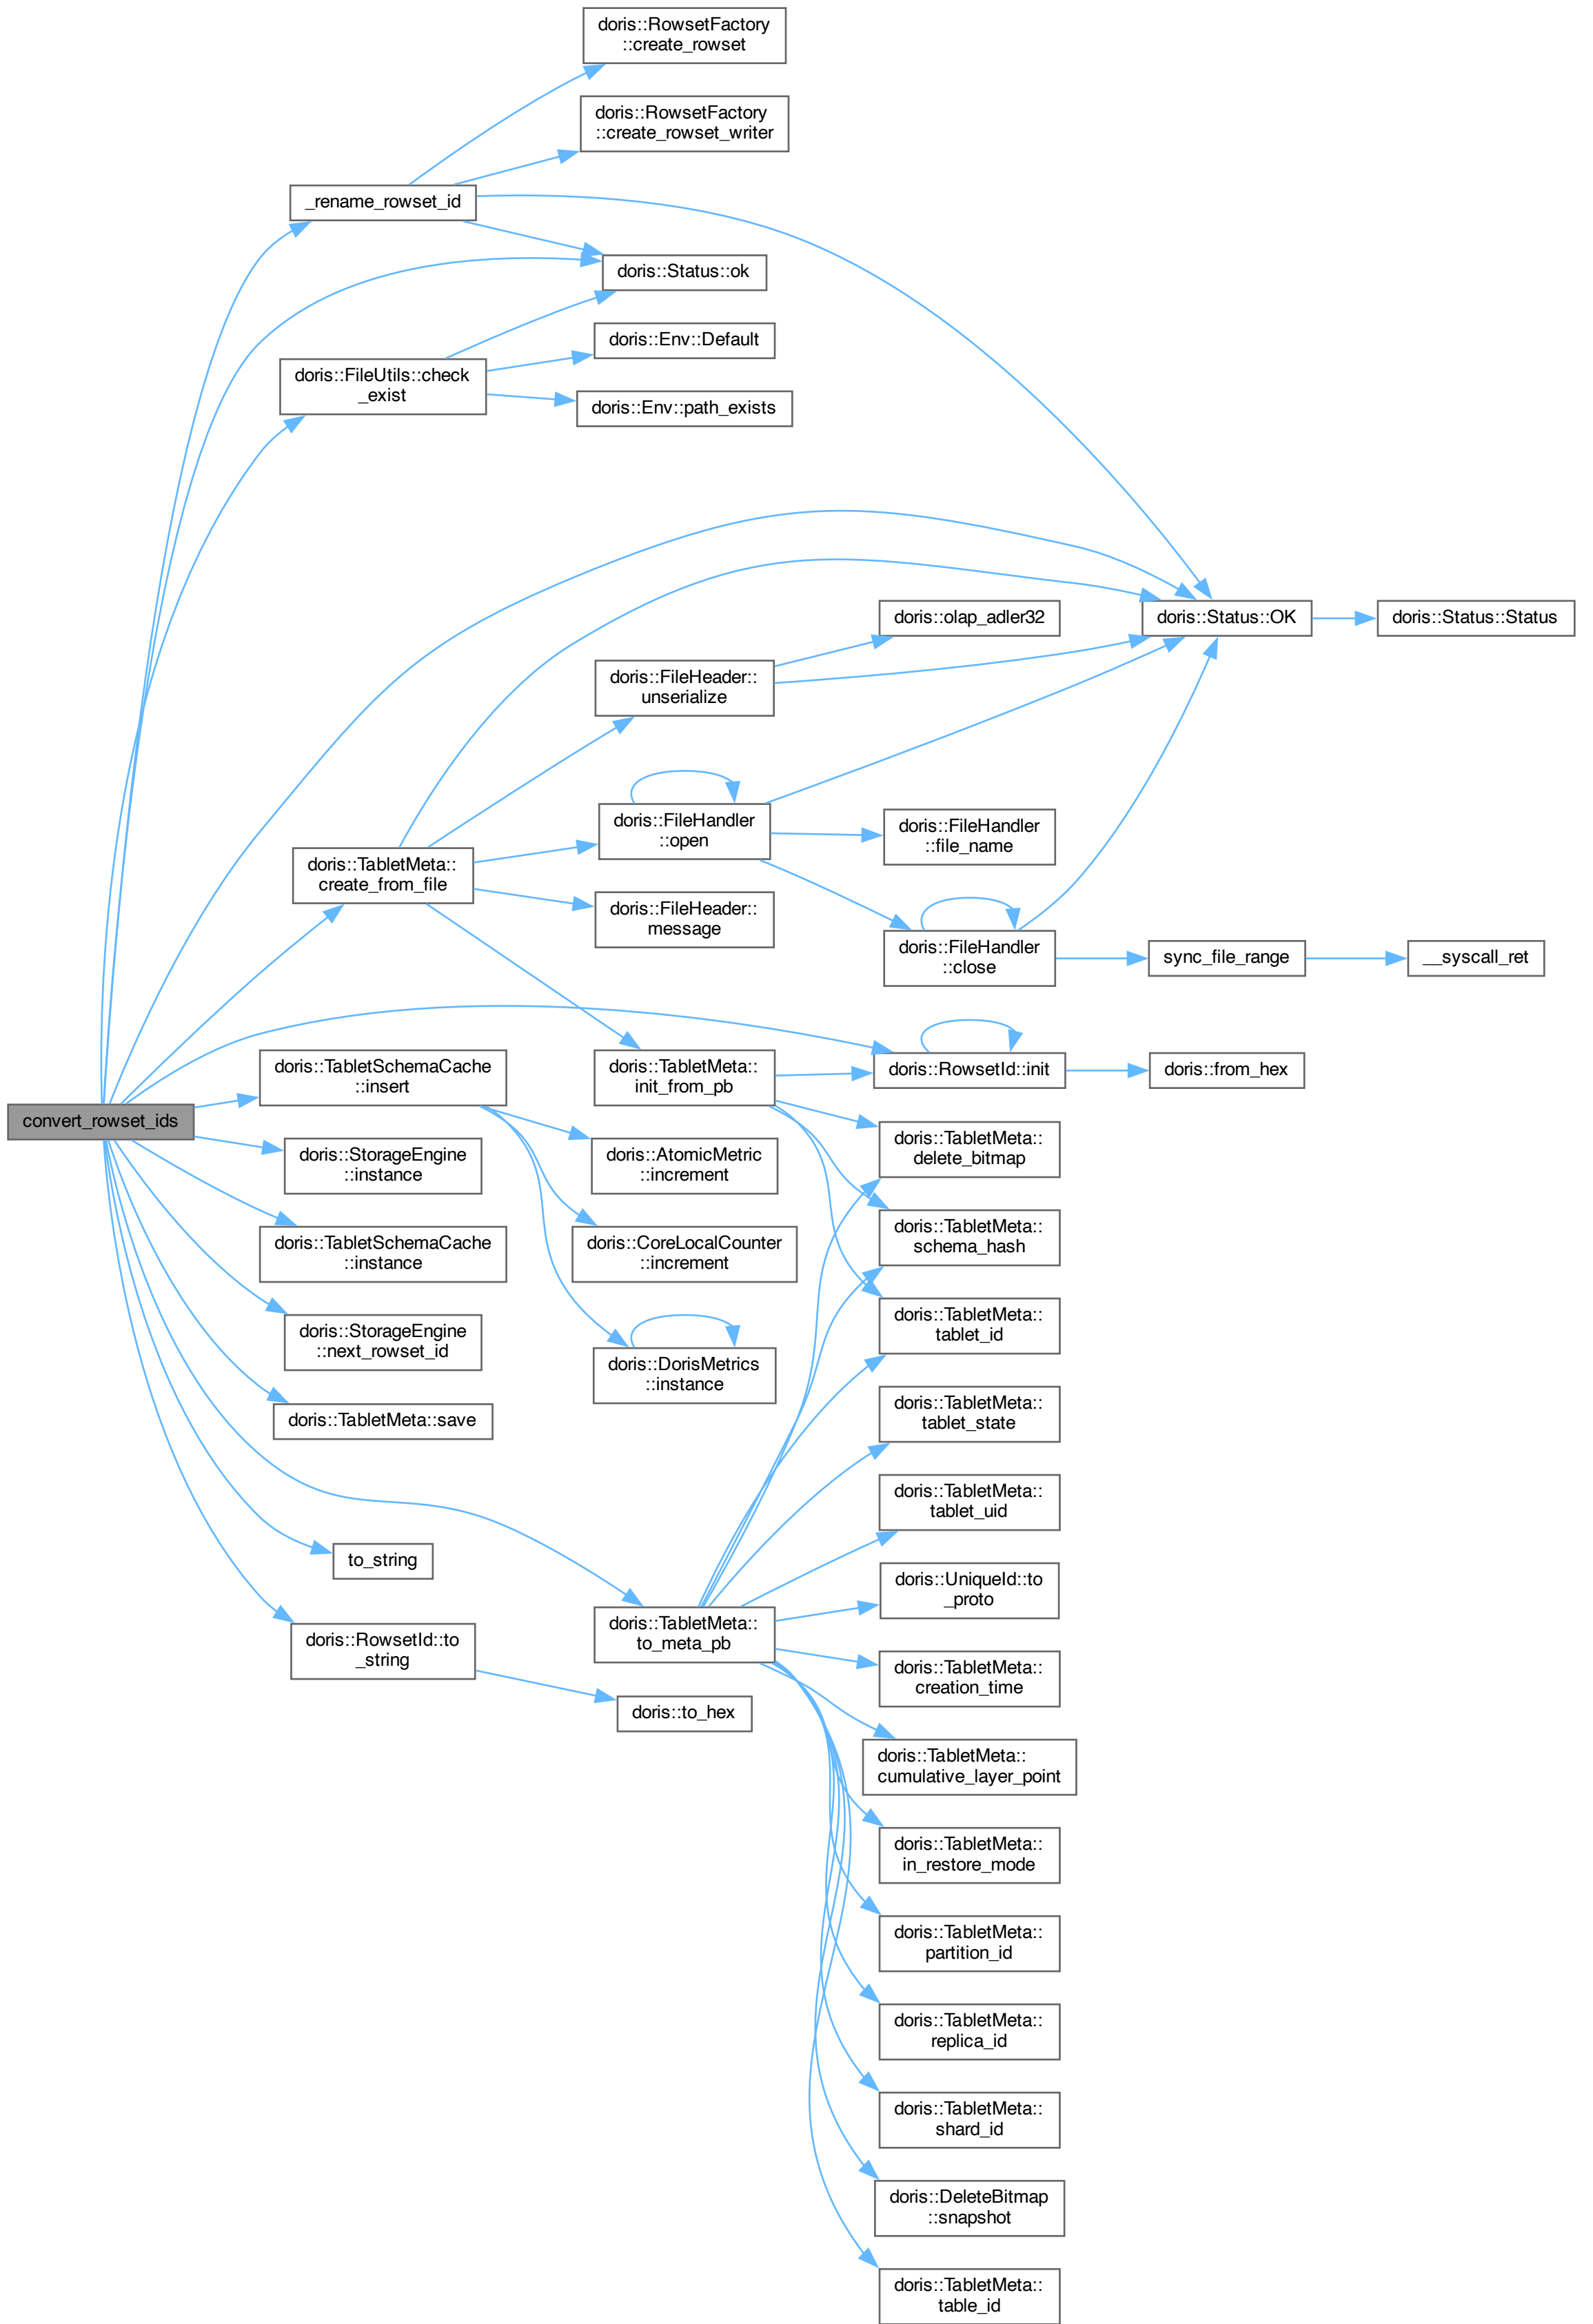 doris::RowsetFactory
::create_rowset
doris::RowsetFactory
::create_rowset_writer
_rename_rowset_id
doris::Status::ok
doris::Env::Default
doris::FileUtils::check
_exist
doris::Env::path_exists
doris::olap_adler32
doris::Status::OK
doris::Status::Status
doris::FileHeader::
unserialize
doris::FileHandler
::open
doris::FileHandler
::file_name
doris::TabletMeta::
create_from_file
doris::FileHeader::
message
doris::FileHandler
::close
sync_file_range
__syscall_ret
doris::TabletSchemaCache
::insert
doris::TabletMeta::
init_from_pb
doris::RowsetId::init
doris::from_hex
convert_rowset_ids
doris::StorageEngine
::instance
doris::AtomicMetric
::increment
doris::TabletMeta::
delete_bitmap
doris::TabletSchemaCache
::instance
doris::CoreLocalCounter
::increment
doris::TabletMeta::
schema_hash
doris::StorageEngine
::next_rowset_id
doris::DorisMetrics
::instance
doris::TabletMeta::
tablet_id
doris::TabletMeta::save
doris::TabletMeta::
tablet_state
doris::TabletMeta::
tablet_uid
to_string
doris::UniqueId::to
_proto
doris::RowsetId::to
_string
doris::TabletMeta::
to_meta_pb
doris::TabletMeta::
creation_time
doris::to_hex
doris::TabletMeta::
cumulative_layer_point
doris::TabletMeta::
in_restore_mode
doris::TabletMeta::
partition_id
doris::TabletMeta::
replica_id
doris::TabletMeta::
shard_id
doris::DeleteBitmap
::snapshot
doris::TabletMeta::
table_id